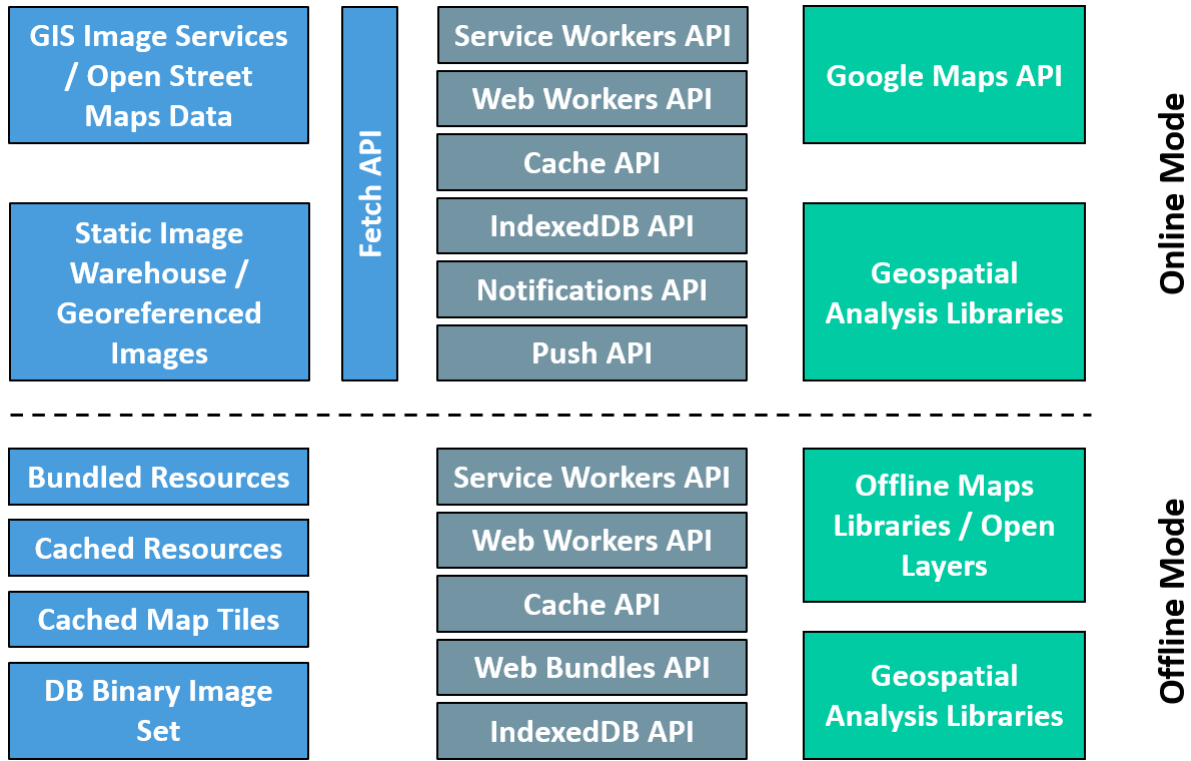 GIS Image Services
/ Open Street
Maps Data
Static Image
Warehouse /
Georeferenced
Images
Fetch API
Service Workers API
Web Workers API
Cache API
IndexedDB API
Notifications API
Push API
Google Maps API
Geospatial
Analysis Libraries
Online Mode
Bundled Resources
Cached Resources
Cached Map Tiles
DB Binary Image
Set
Service Workers API
Web Workers API
Cache API
Web Bundles API
IndexedDB API
Offline Maps
Libraries / Open
Layers
Geospatial
Analysis Libraries
Offline Mode